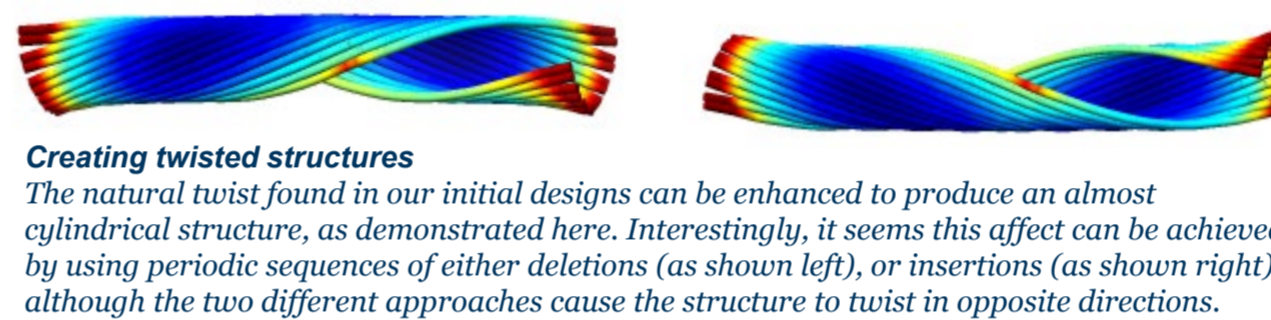 Creating twisted structures
The natural twist found in our initial designs can be enhanced to produce an almost
cylindrical structure, as demonstrated here. Interestingly, it seems this affect can be achieved
by using periodic sequences of either deletions (as shown left), or insertions (as shown right)
although the two different approaches cause the structure to twist in opposite directions.